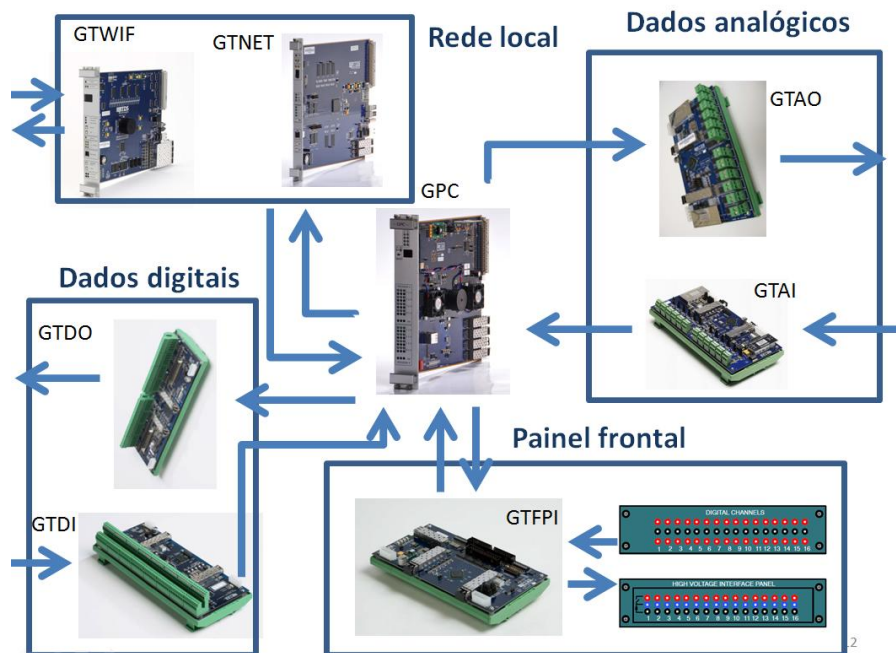 GTWIF
GTNET
Rede local
Dados analógicos
GTAO
GPC
GTAI
Dados digitais
GTDO
GTDI
Painel frontal
GTFPI
DIGITAL CHANNELS
1 2 3 4 5 6 7 8 9 10 11 12 13 14 15 16
HIGH VOLTAGE INTERFACE PANEL
1 2 3 4 5 6 7 8 9 10 11 12 13 14 15 16
12